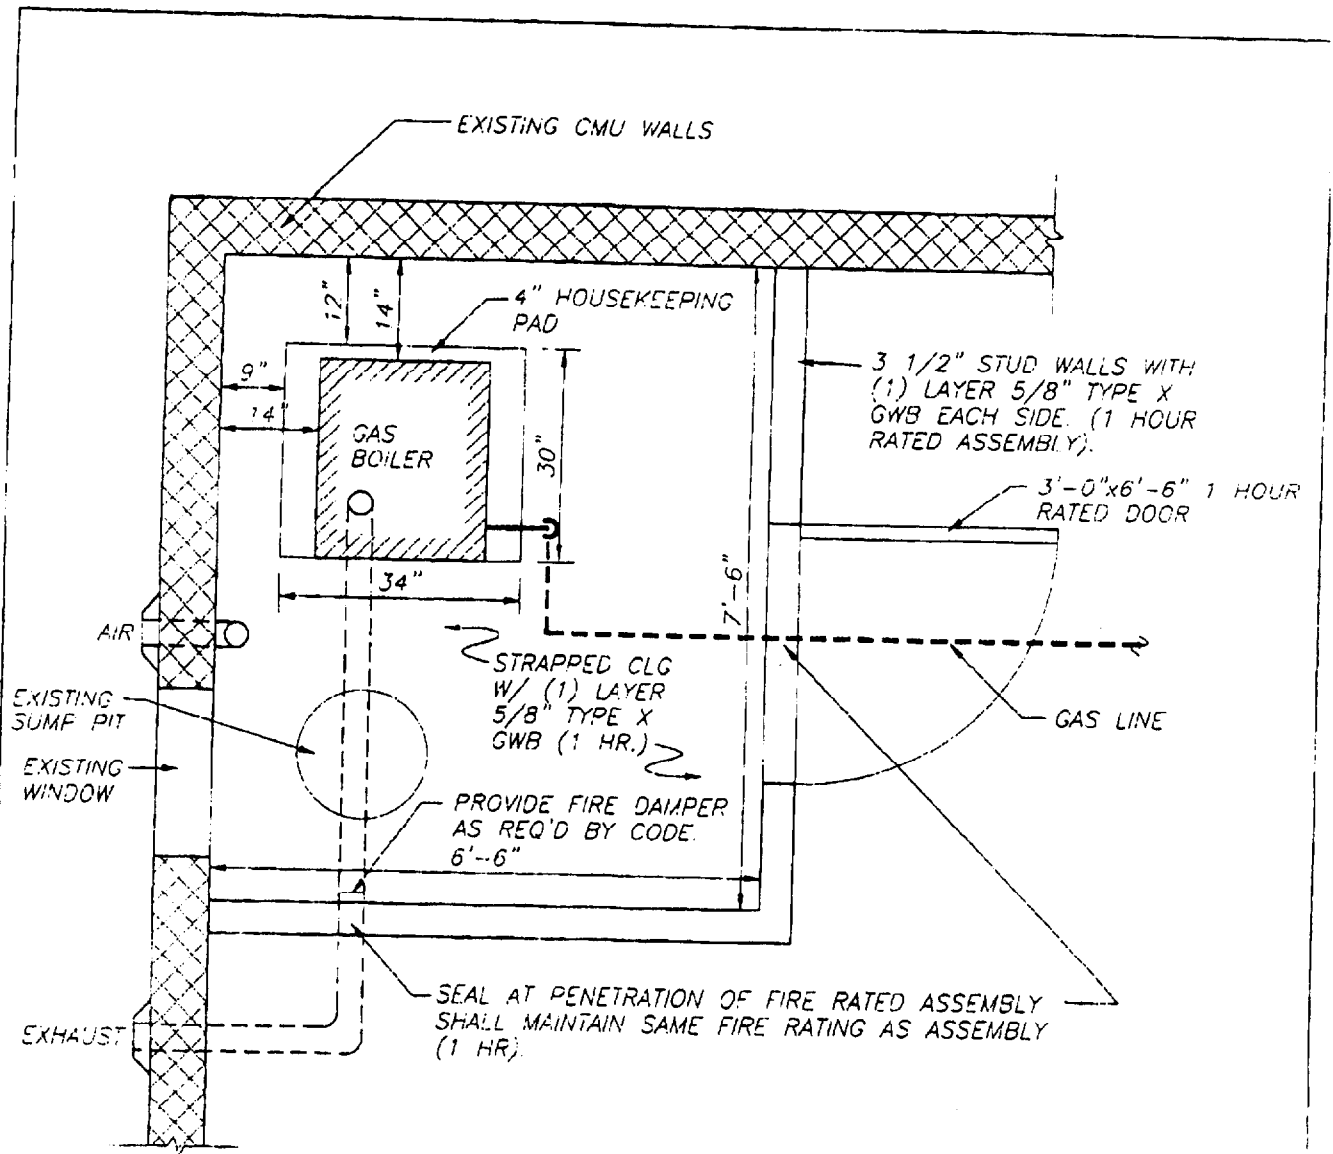 EXISTING CMU WALLS
12"
14"
4" HOUSEKEEPING
PAD
9"
14"
GAS
BOILER
30"
3 1/2" STUD WALLS WITH
(1) LAYER 5/8" TYPE X
GWB EACH SIDE. (1 HOUR
RATED ASSEMBLY).
3'-0"x6'-6" 1 HOUR
RATED DOOR
34"
7'-6"
AIR
STRAPPED CLG
W/ (1) LAYER
5/8" TYPE X
GWB (1 HR.)
EXISTING
SUMP PIT
GAS LINE
EXISTING
WINDOW
PROVIDE FIRE DAMPER
AS REQ'D BY CODE.
6'-6"
SEAL AT PENETRATION OF FIRE RATED ASSEMBLY
SHALL MAINTAIN SAME FIRE RATING AS ASSEMBLY
(1 HR).
EXHAUST